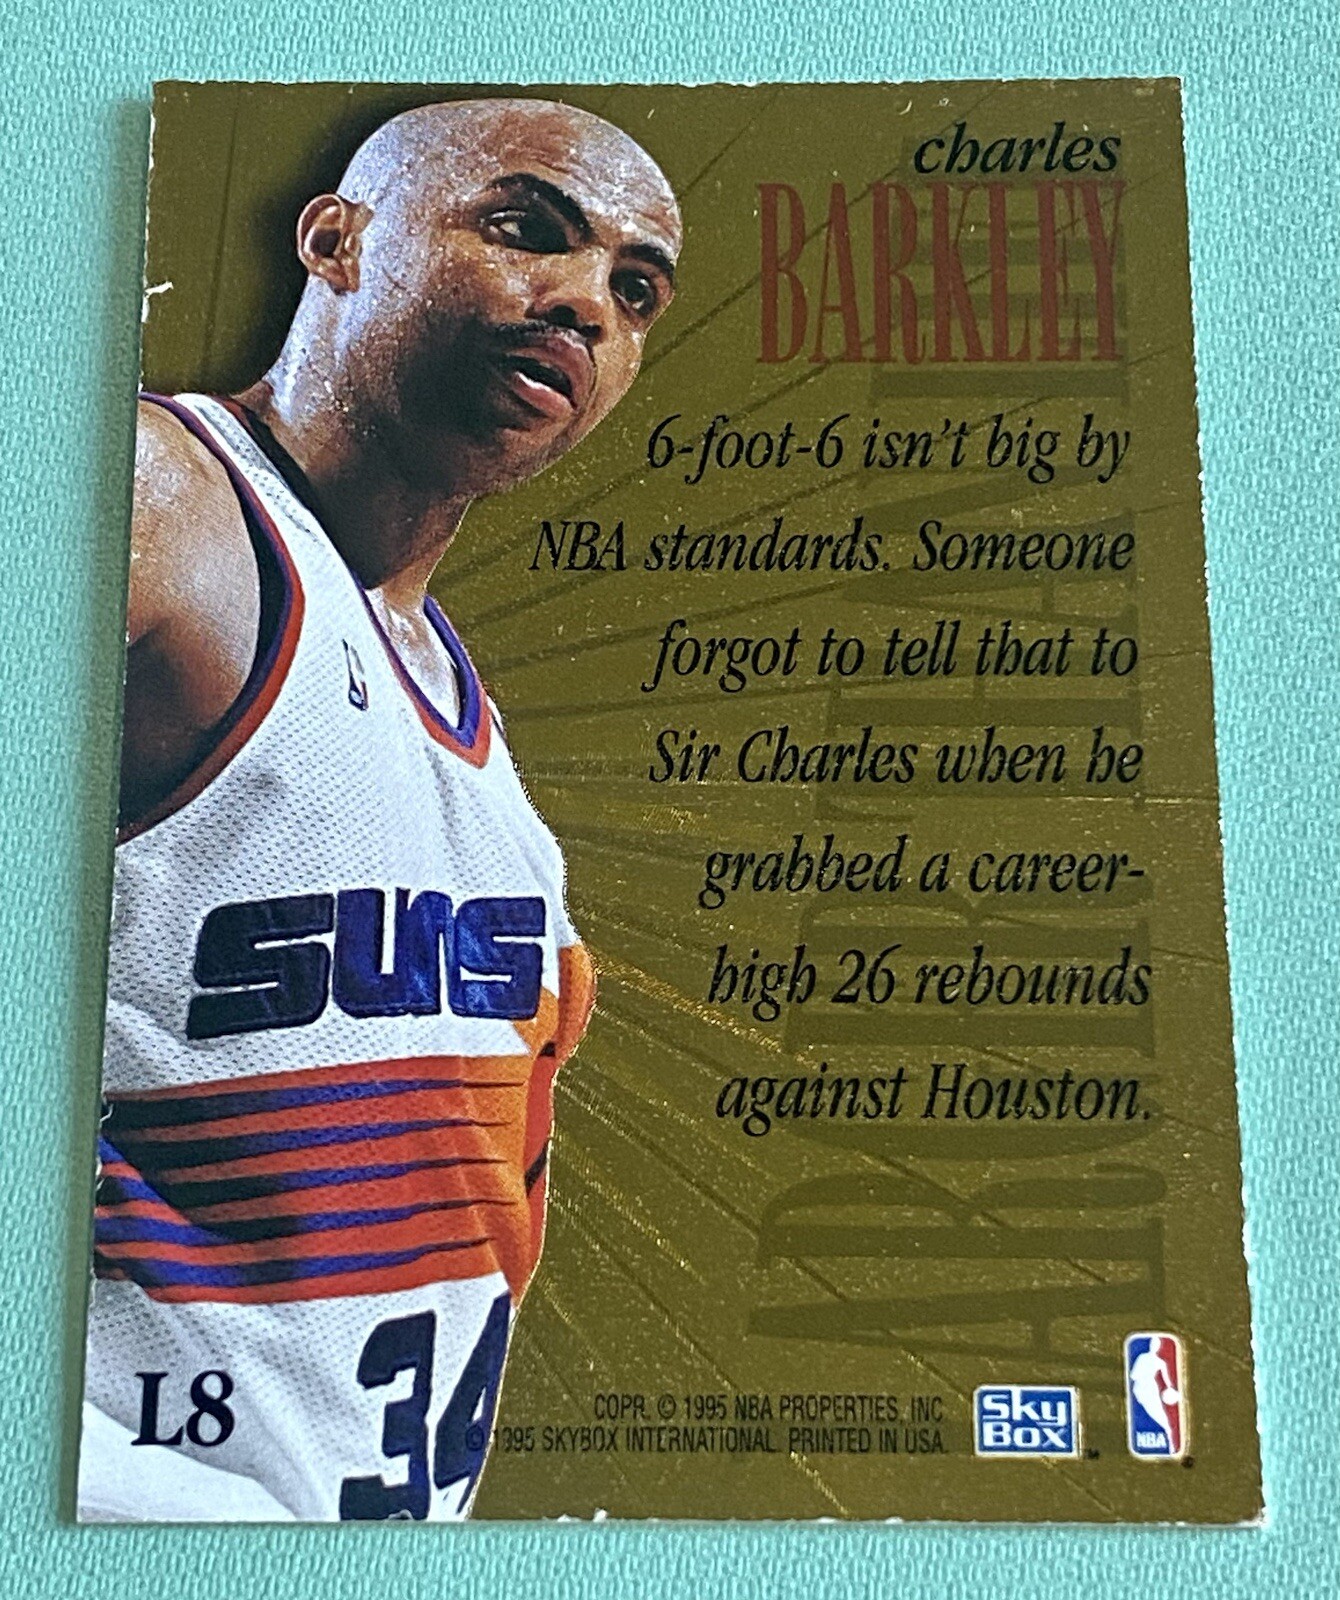 charles
BARKLEY
6-foot-6 isn't big by
NBA standards. Someone
forgot to tell that to
Sir Charles when he
grabbed a career-
high 26 rebounds
against Houston.
suns
34
L8
COPR. © 1995 NBA PROPERTIES, INC
© 1995 SKYBOX INTERNATIONAL. PRINTED IN USA.
SKY
BOX
™
NBA